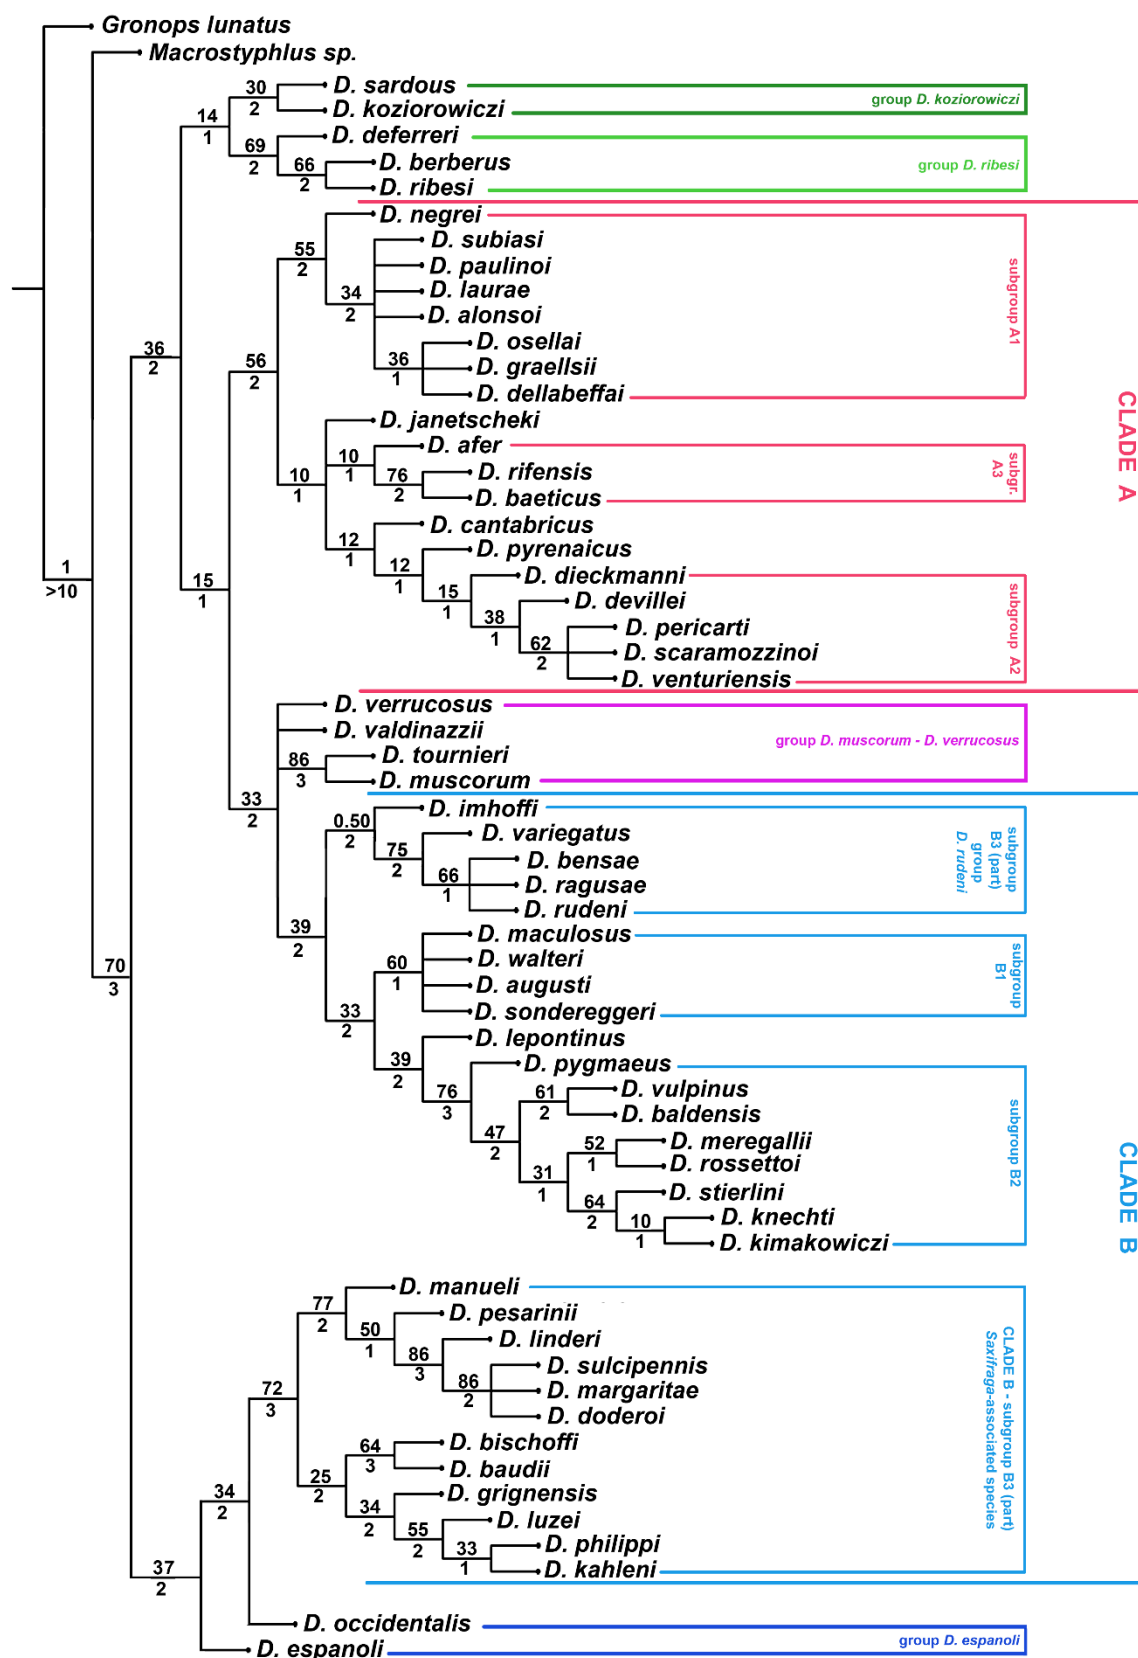 Gronops lunatus
Macrostyphlus sp.
30
2
D. sardous
D. koziorowiczi
group D. koziorowiczi
14
1
D. deferreri
69
2
66
2
D. berberus
D. ribesi
group D. ribesi
D. negrei
55
2
D. subiasi
D. paulinoi
34
2
D. laurae
D. alonsoi
D. osellai
36
1
D. graellsii
D. dellabeffai
subgroup A1
36
2
56
2
D. janetscheki
10
1
10
1
D. afer
76
2
D. rifensis
D. baeticus
subgr.
A3
12
1
D. cantabricus
12
1
D. pyrenaicus
15
1
D. dieckmanni
38
1
D. devillei
62
2
D. pericarti
D. scaramozzinoi
D. venturiensis
subgroup A2
CLADE A
1
>10
15
1
D. verrucosus
D. valdinazzii
86
3
D. tournieri
D. muscorum
group D. muscorum - D. verrucosus
33
2
0.50
2
D. imhoffi
75
2
D. variegatus
66
1
D. bensae
D. ragusae
D. rudeni
subgroup
B3 (part)
group
D. rudeni
39
2
60
1
D. maculosus
D. walteri
D. augusti
D. sondereggeri
subgroup
B1
70
3
33
2
39
2
D. lepontinus
76
3
D. pygmaeus
61
2
D. vulpinus
D. baldensis
47
2
52
1
D. meregallii
D. rossettoi
31
1
64
2
D. stierlini
10
1
D. knechti
D. kimakowiczi
subgroup B2
CLADE B
77
2
D. manueli
50
1
D. pesarinii
86
3
D. linderi
86
2
D. sulcipennis
D. margaritae
D. doderoi
72
3
64
3
D. bischoffi
D. baudii
25
2
34
2
D. grignensis
55
2
D. luzei
33
1
D. philippi
D. kahleni
CLADE B - subgroup B3 (part)
Saxifraga-associated species
34
2
37
2
D. occidentalis
D. espanoli
group D. espanoli